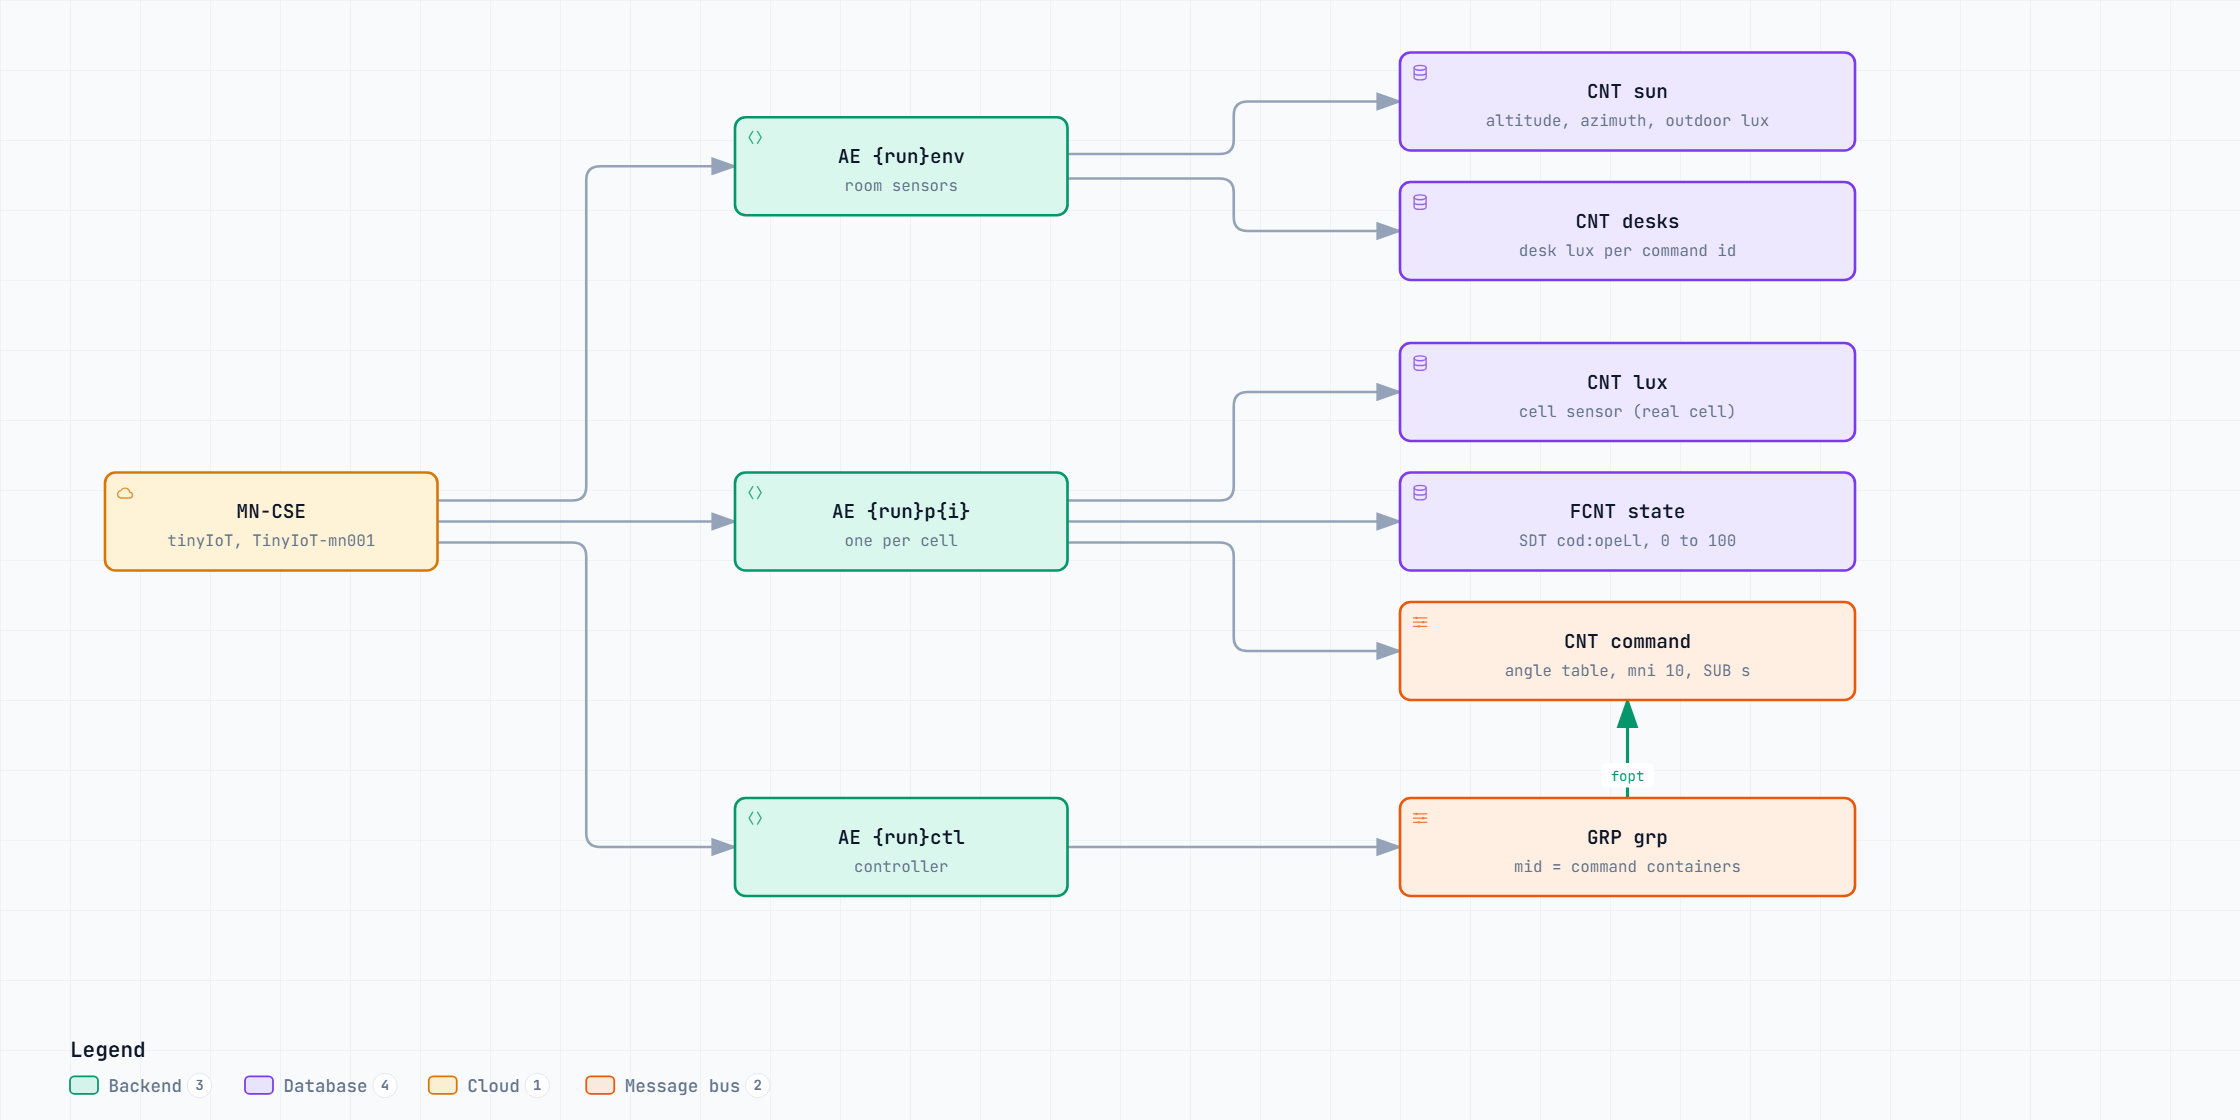 CNT sun
altitude, azimuth, outdoor lux
AE {run}env
room sensors
CNT desks
desk lux per command id
CNT lux
cell sensor (real cell)
MN-CSE
tinyIoT, TinyIoT-mn001
AE {run}p{i}
one per cell
FCNT state
SDT cod:opeLl, 0 to 100
CNT command
angle table, mni 10, SUB s
fopt
AE {run}ctl
controller
GRP grp
mid = command containers
Legend
Backend 3 Database 4 Cloud 1 Message bus 2